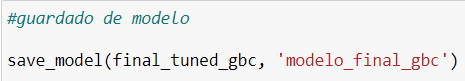 #guardado de modelo
save_model(final_tuned_gbc, 'modelo_final_gbc')